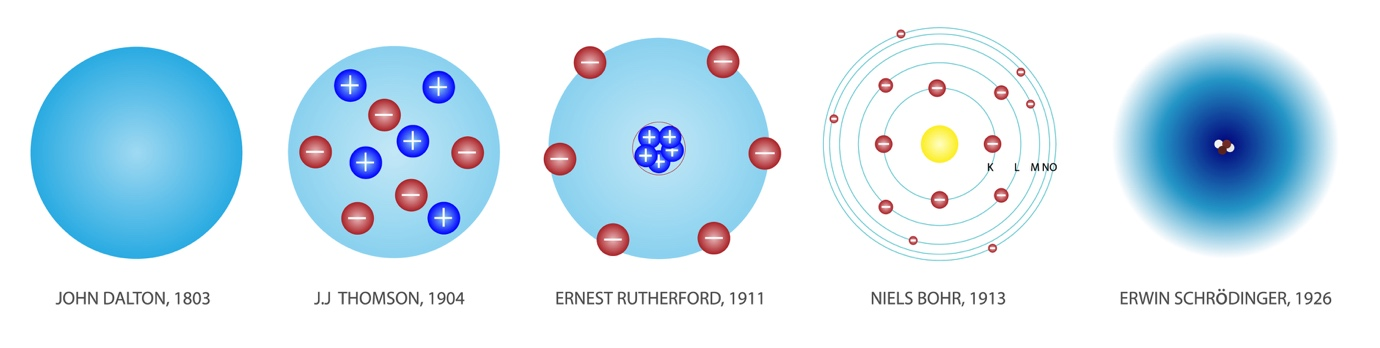 K L M N O
JOHN DALTON, 1803
J.J THOMSON, 1904
ERNEST RUTHERFORD, 1911
NIELS BOHR, 1913
ERWIN SCHRÖDINGER, 1926